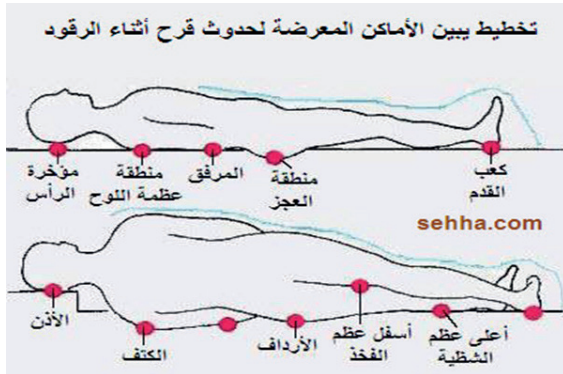 تخطيط يبين الأماكن المعرضة لحدوث قرح أثناء الرقود
مؤخرة الرأس
منطقة عظمة اللوح
المرفق
منطقة العجز
كعب القدم
sehha.com
الأذن
الكتف
الأرداف
أسفل عظم الفخذ
أعلى عظم الشظية